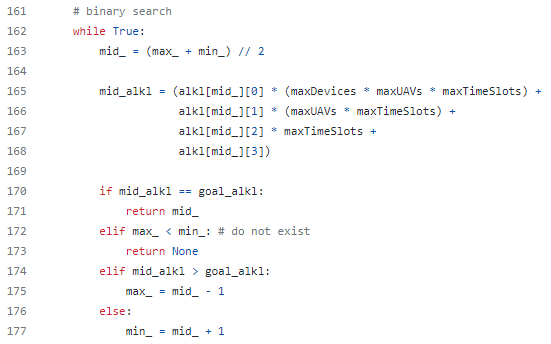 161 # binary search
162 while True:
163 mid_ = (max_ + min_) // 2
164
165 mid_alkl = (alkl[mid_][0] * (maxDevices * maxUAVs * maxTimeSlots) +
166 alkl[mid_][1] * (maxUAVs * maxTimeSlots) +
167 alkl[mid_][2] * maxTimeSlots +
168 alkl[mid_][3])
169
170 if mid_alkl == goal_alkl:
171 return mid_
172 elif max_ < min_: # do not exist
173 return None
174 elif mid_alkl > goal_alkl:
175 max_ = mid_ - 1
176 else:
177 min_ = mid_ + 1